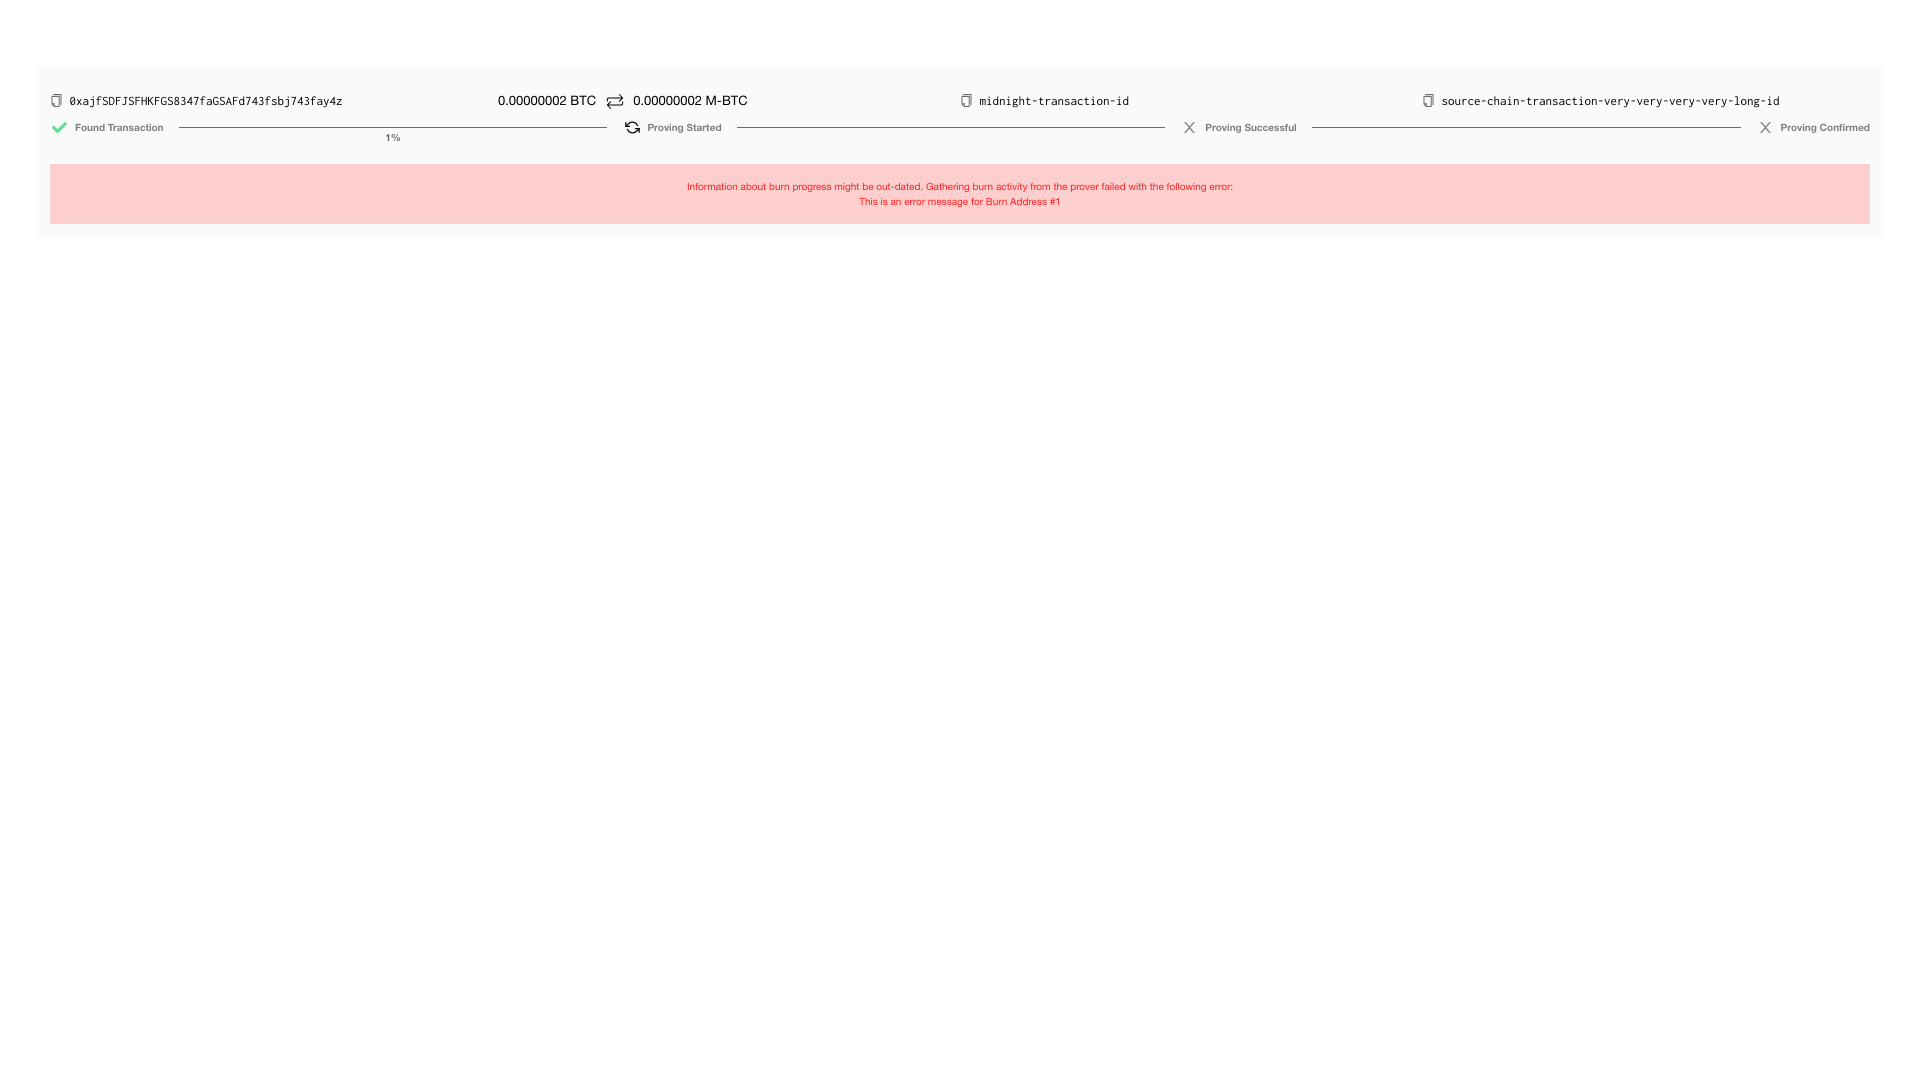 0xajfSDFJSFHKFGS8347faGSAFd743fsbj743fay4z 0.00000002 BTC 0.00000002 M-BTC midnight-transaction-id source-chain-transaction-very-very-very-very-long-id
Found Transaction 1% Proving Started Proving Successful Proving Confirmed
Information about burn progress might be out-dated. Gathering burn activity from the prover failed with the following error:
This is an error message for Burn Address #1